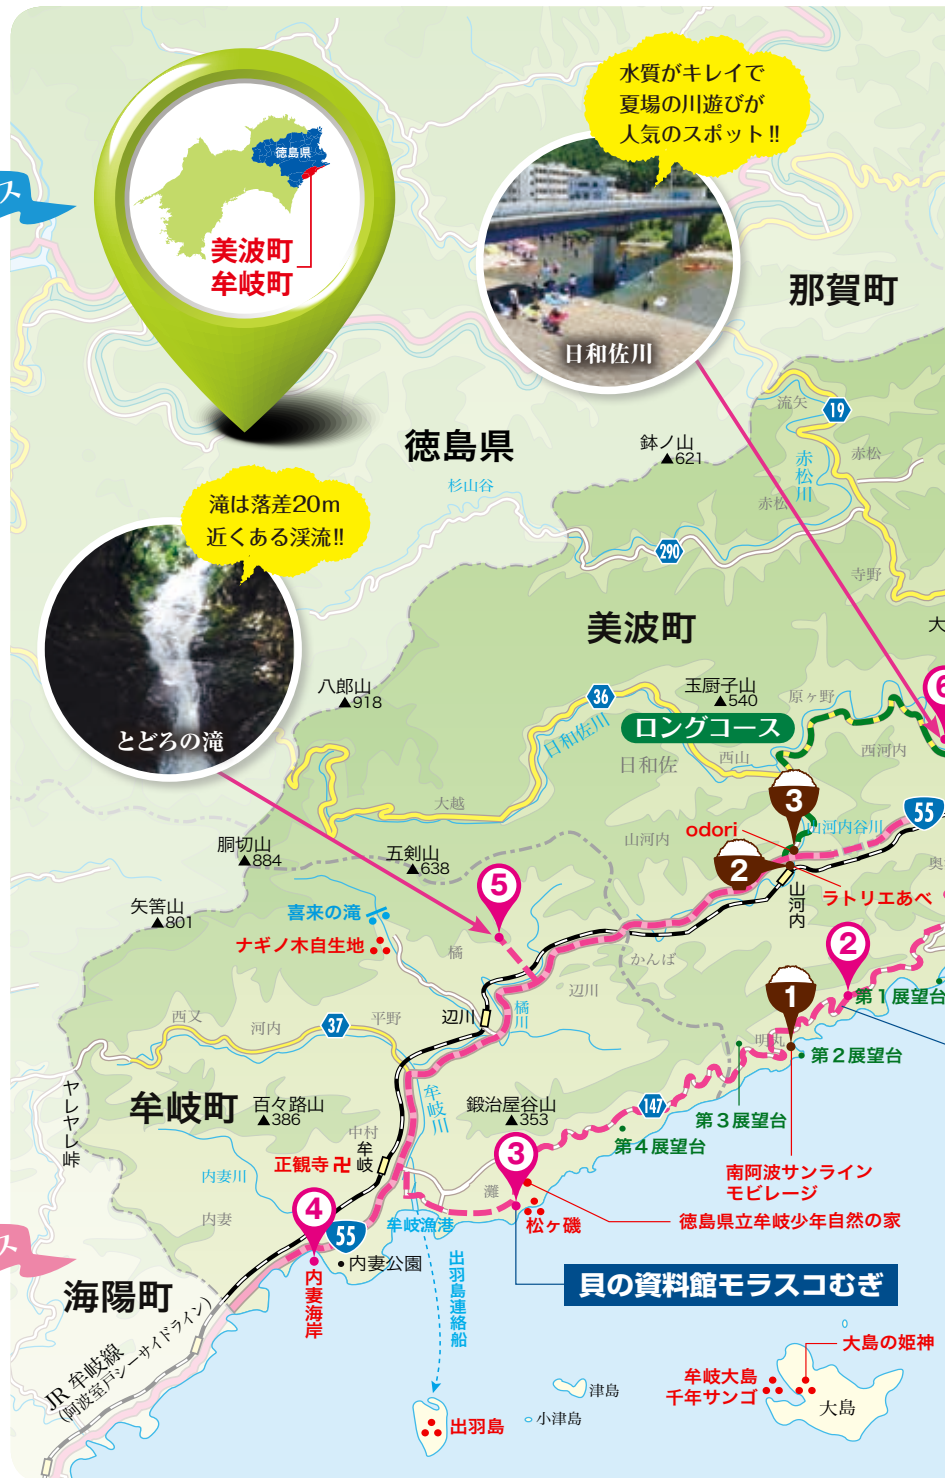 水質がキレイで
夏場の川遊びが
人気のスポット!!
徳島県
美波町
牟岐町
ス
日和佐川
那賀町
流矢
19
徳島県
鉢ノ山
▲621
赤松川
赤松
杉山谷
赤松
滝は落差20m
近くある渓流!!
290
寺野
美波町
大
とどろの滝
八郎山
▲918
36
玉厨子山
▲540
原ヶ野
6
日和佐川
ロングコース
日和佐
西山
西河内
大越
3
55
山河内谷川
odori
山河内
胴切山
▲884
五剣山
▲638
2
奥
山河内
ラトリエあべ
5
矢筈山
▲801
喜来の滝
ナギノ木自生地
橘
2
かんば
辺川
1
第1展望台
辺川
橘川
西又
河内
37
平野
明丸
第2展望台
ヤレヤレ峠
牟岐町
百々路山
▲386
牟岐川
鍛治屋谷山
▲353
147
第3展望台
第4展望台
中村
牟岐
正観寺卍
3
南阿波サンライン
モビレージ
内妻川
灘
内妻
4
牟岐漁港
松ヶ磯
徳島県立牟岐少年自然の家
55
内妻公園
ス
海陽町
内妻海岸
出羽島連絡船
貝の資料館モラスコむぎ
JR 牟岐線
(阿波室戸シーサイドライン)
大島の姫神
牟岐大島
千年サンゴ
津島
大島
小津島
出羽島